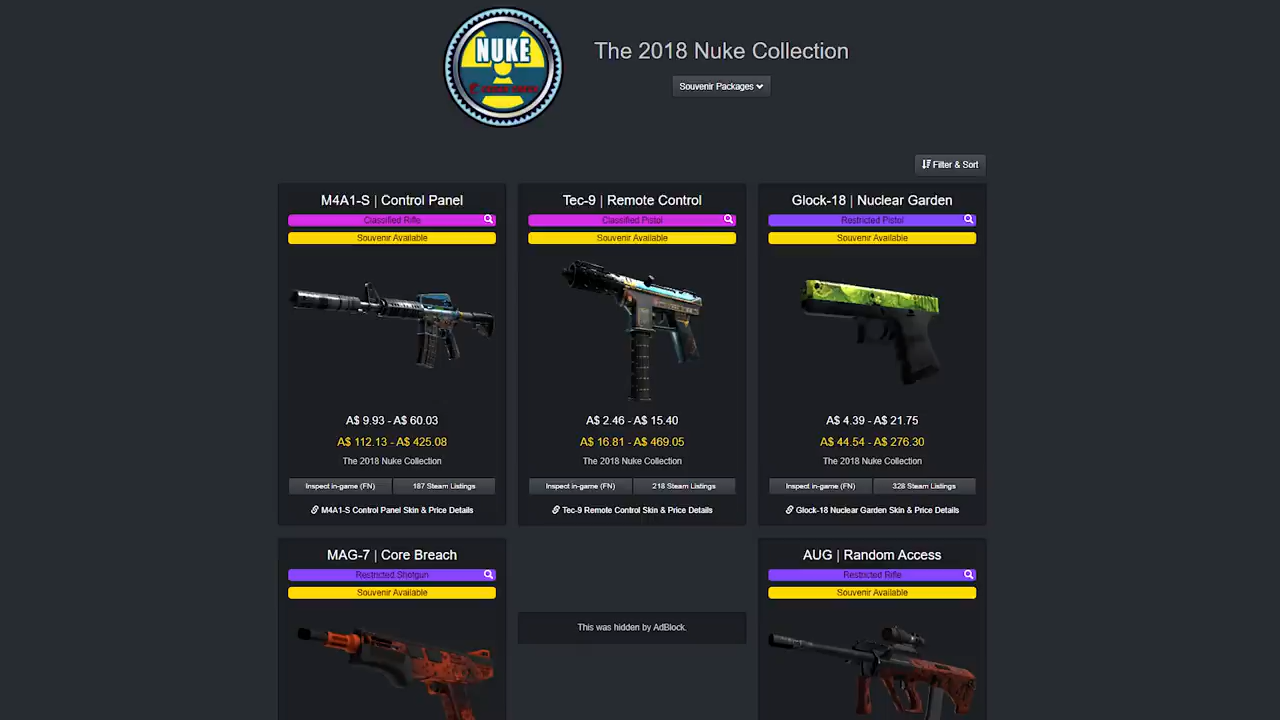 NUKE
The 2018 Nuke Collection
Souvenir Packages
Filter & Sort
M4A1-S | Control Panel
Classified Rifle
Souvenir Available
A$ 9.93 - A$ 60.03
A$ 112.13 - A$ 425.08
The 2018 Nuke Collection
Inspect in-game (FN)
187 Steam Listings
M4A1-S Control Panel Skin & Price Details
Tec-9 | Remote Control
Classified Pistol
Souvenir Available
A$ 2.46 - A$ 15.40
A$ 16.81 - A$ 469.05
The 2018 Nuke Collection
Inspect in-game (FN)
218 Steam Listings
Tec-9 Remote Control Skin & Price Details
Glock-18 | Nuclear Garden
Restricted Pistol
Souvenir Available
A$ 4.39 - A$ 21.75
A$ 44.54 - A$ 276.30
The 2018 Nuke Collection
Inspect in-game (FN)
328 Steam Listings
Glock-18 Nuclear Garden Skin & Price Details
MAG-7 | Core Breach
Restricted Shotgun
Souvenir Available
This was hidden by AdBlock.
AUG | Random Access
Restricted Rifle
Souvenir Available